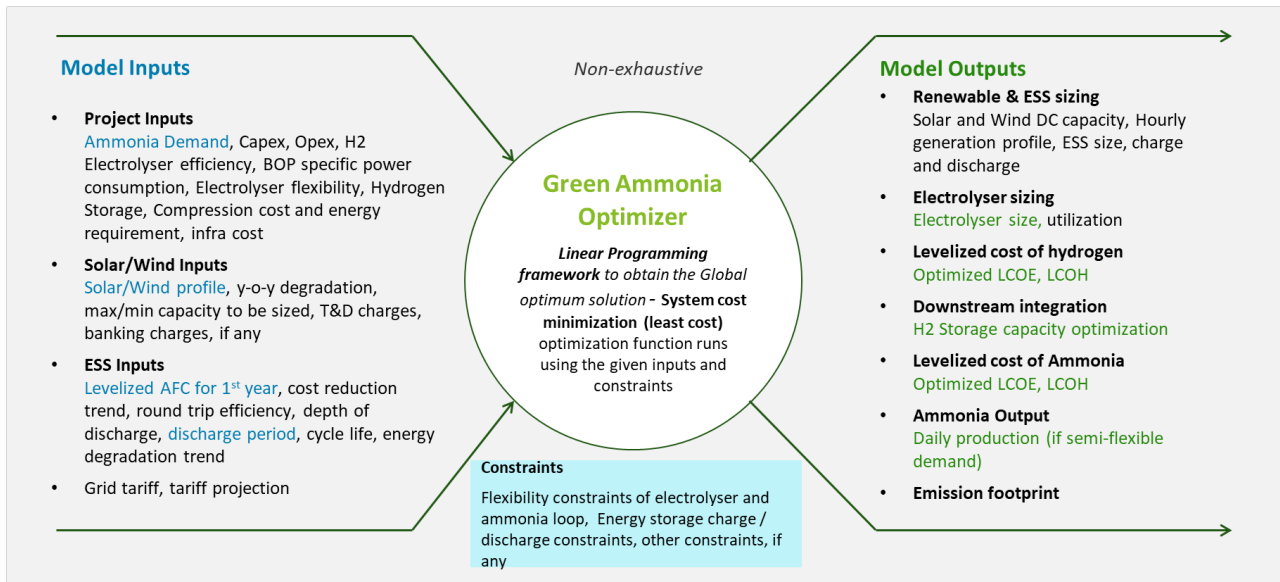 Model Inputs
• Project Inputs
Ammonia Demand, Capex, Opex, H2
Electrolyser efficiency, BOP specific power
consumption, Electrolyser flexibility, Hydrogen
Storage, Compression cost and energy
requirement, infra cost
• Solar/Wind Inputs
Solar/Wind profile, y-o-y degradation,
max/min capacity to be sized, T&D charges,
banking charges, if any
• ESS Inputs
Levelized AFC for 1st year, cost reduction
trend, round trip efficiency, depth of
discharge, discharge period, cycle life, energy
degradation trend
• Grid tariff, tariff projection
Non-exhaustive
Green Ammonia
Optimizer
Linear Programming
framework to obtain the Global
optimum solution - System cost
minimization (least cost)
optimization function runs
using the given inputs and
constraints
Constraints
Flexibility constraints of electrolyser and
ammonia loop, Energy storage charge /
discharge constraints, other constraints, if
any
Model Outputs
• Renewable & ESS sizing
Solar and Wind DC capacity, Hourly
generation profile, ESS size, charge
and discharge
• Electrolyser sizing
Electrolyser size, utilization
• Levelized cost of hydrogen
Optimized LCOE, LCOH
• Downstream integration
H2 Storage capacity optimization
• Levelized cost of Ammonia
Optimized LCOE, LCOH
• Ammonia Output
Daily production (if semi-flexible
demand)
• Emission footprint